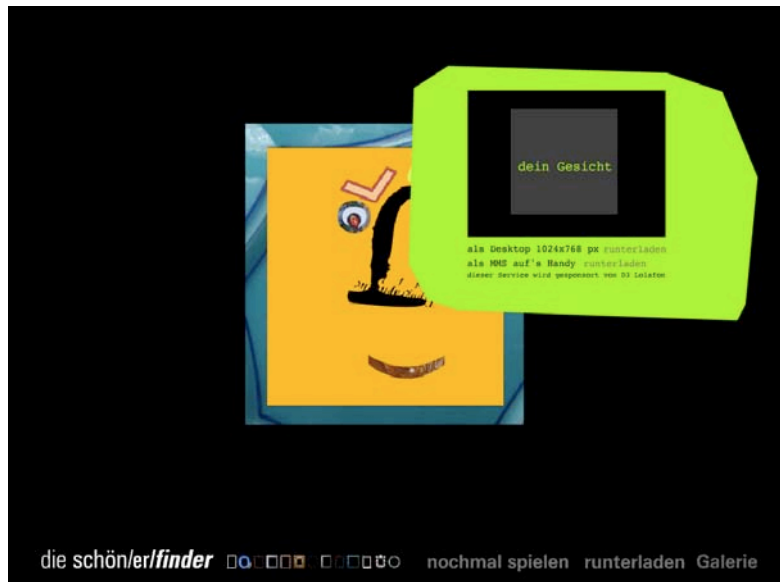 dein Gesicht
als Desktop 1024x768 px runterladen
als MMS auf's Handy runterladen
dieser Service wird gesponsort von D3 Lolafon
die schön/er/finder nochmal spielen runterladen Galerie